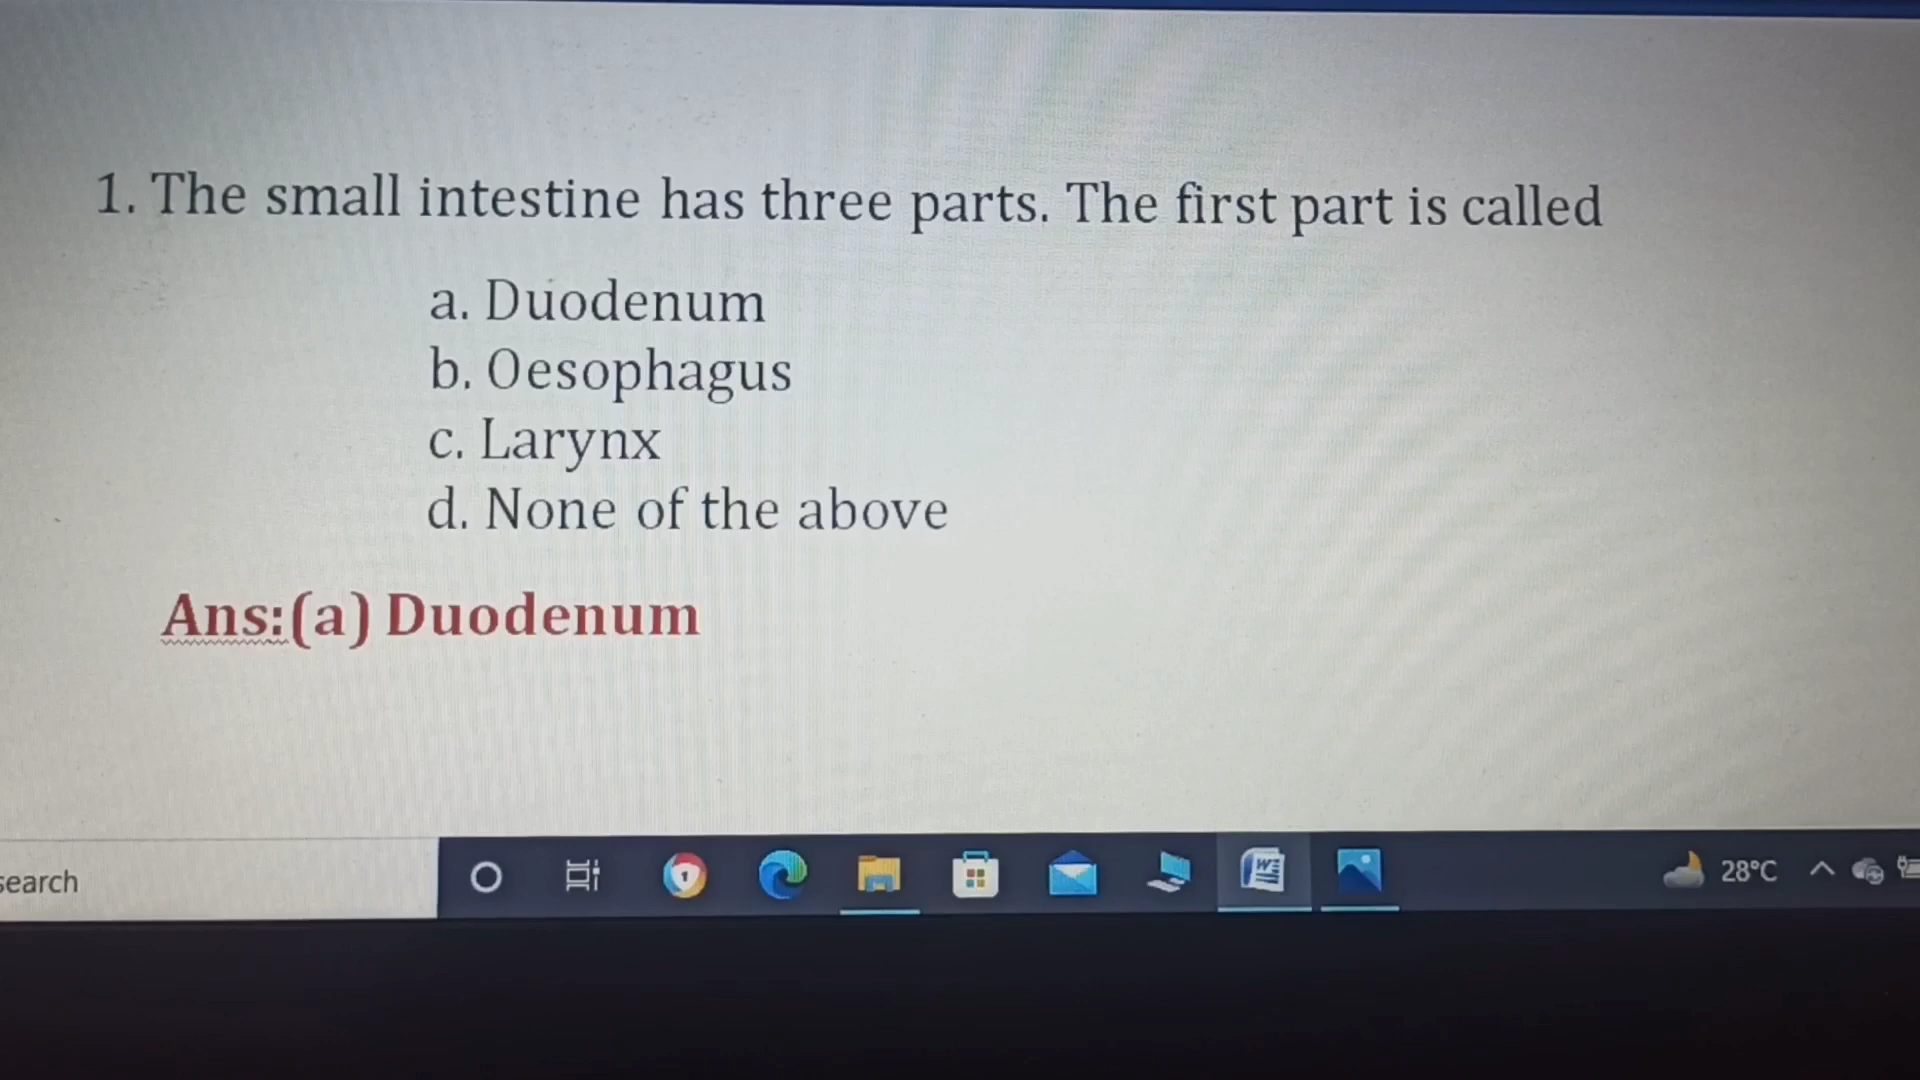 1. The small intestine has three parts. The first part is called
a. Duodenum
b. Oesophagus
c. Larynx
d. None of the above
Ans:(a) Duodenum
search
28°C